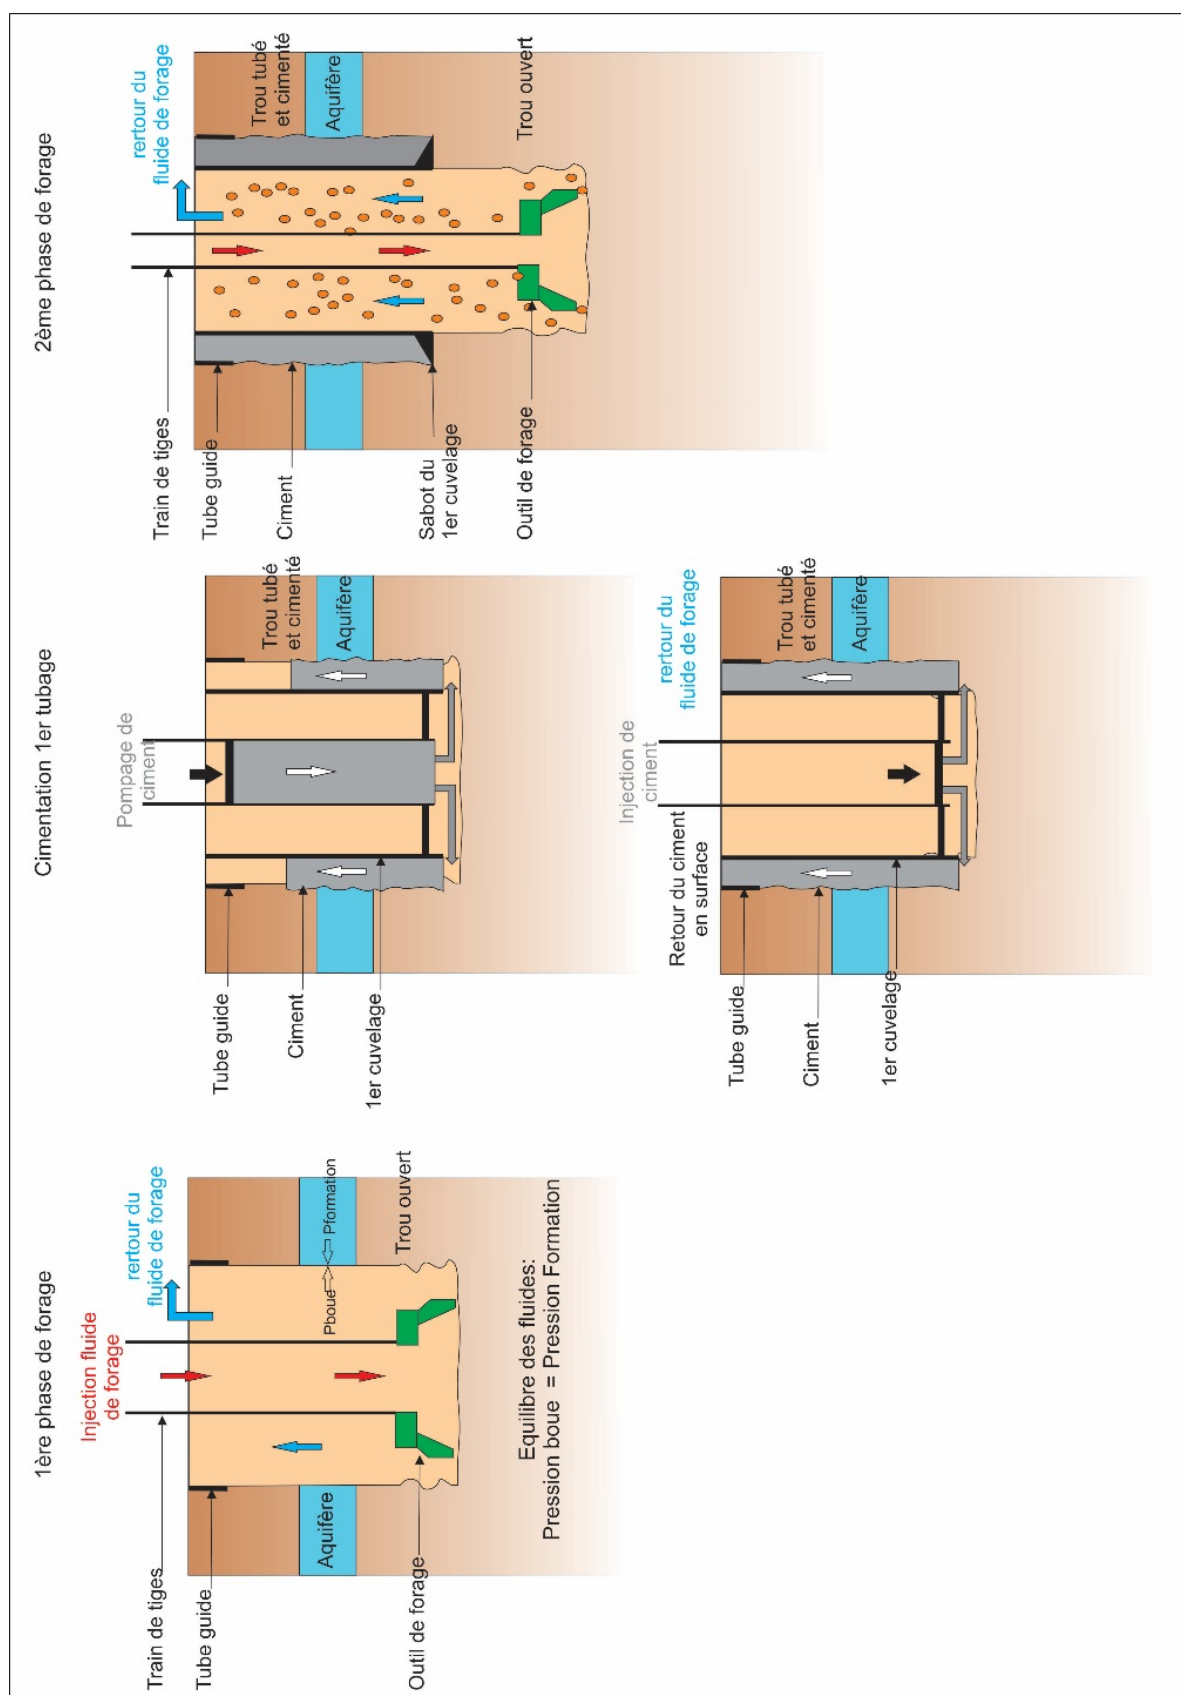 1ère phase de forage
Injection fluide
de forage
rertour du
fluide de forage
Train de tiges
Tube guide
Aquifère
Pboue
Pformation
Trou ouvert
Outil de forage
Equilibre des fluides:
Pression boue = Pression Formation
Cimentation 1er tubage
Pompage de
ciment
Trou tubé
et cimenté
Aquifère
Tube guide
Ciment
1er cuvelage
Injection de
ciment
rertour du
fluide de forage
Retour du ciment
en surface
Trou tubé
et cimenté
Aquifère
Tube guide
Ciment
1er cuvelage
2ème phase de forage
rertour du
fluide de forage
Trou tubé
et cimenté
Aquifère
Trou ouvert
Train de tiges
Tube guide
Ciment
Sabot du
1er cuvelage
Outil de forage